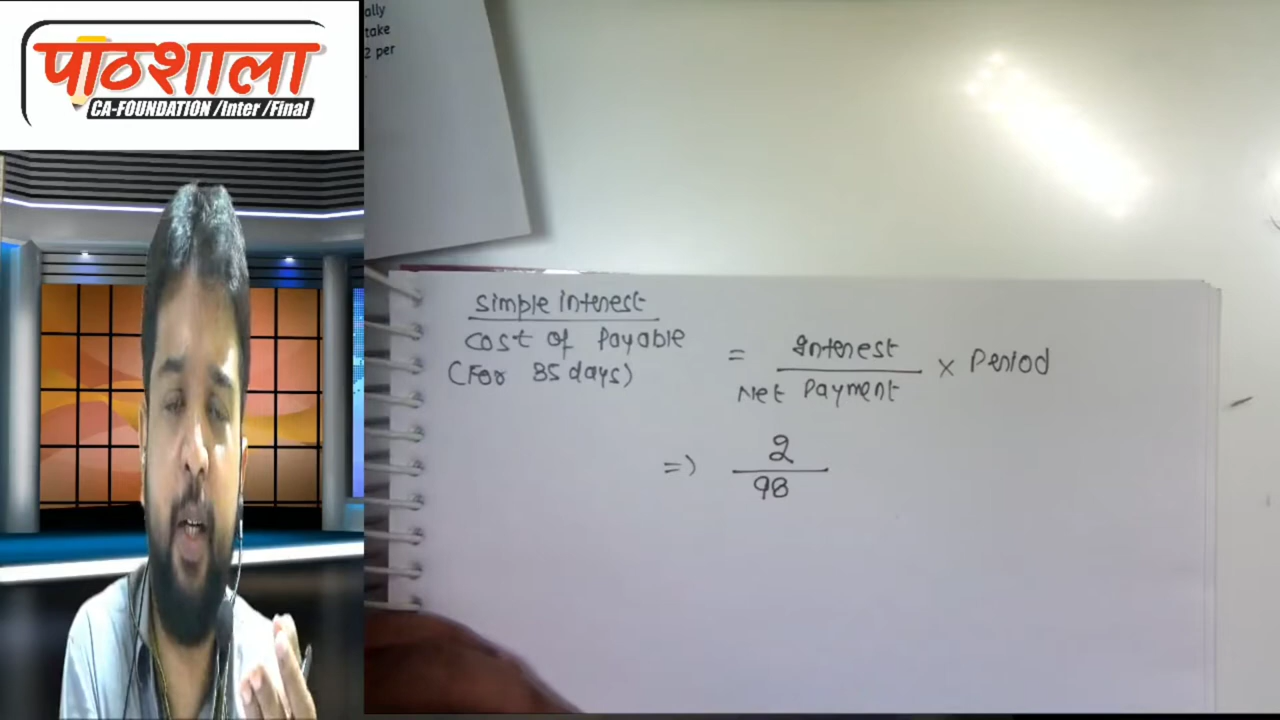 ally
take
2 per
पाठशाला
CA-FOUNDATION /Inter /Final
Simple Interest
Cost of Payable = Interest / Net Payment × Period
(For 35 days)
=) 2 / 98